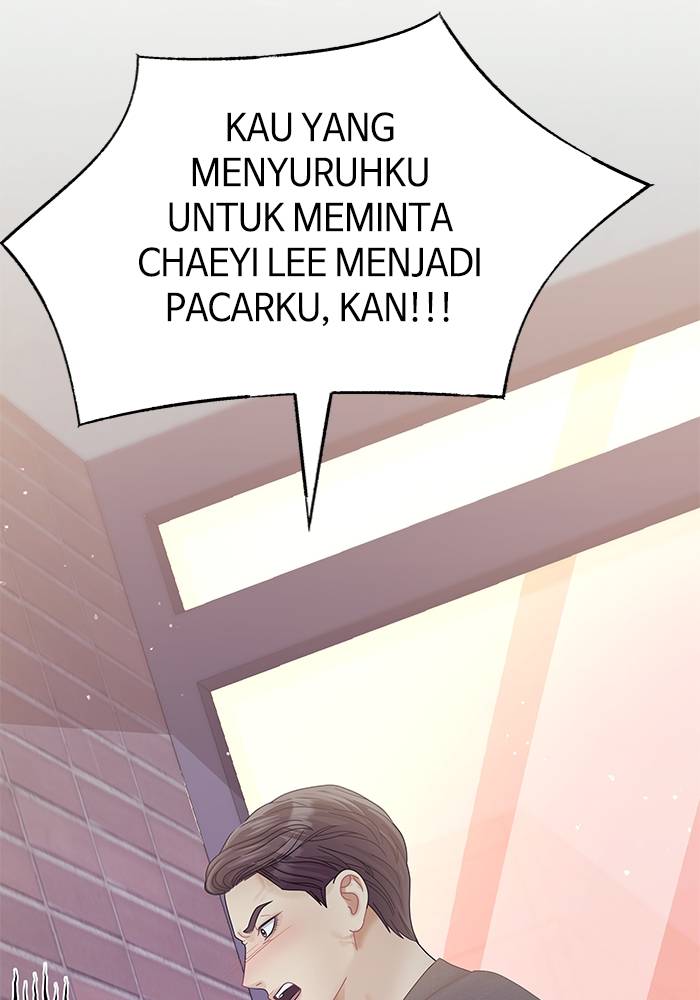 KAU YANG
MENYURUHKU
UNTUK MEMINTA
CHAEYI LEE MENJADI
PACARKU, KAN!!!